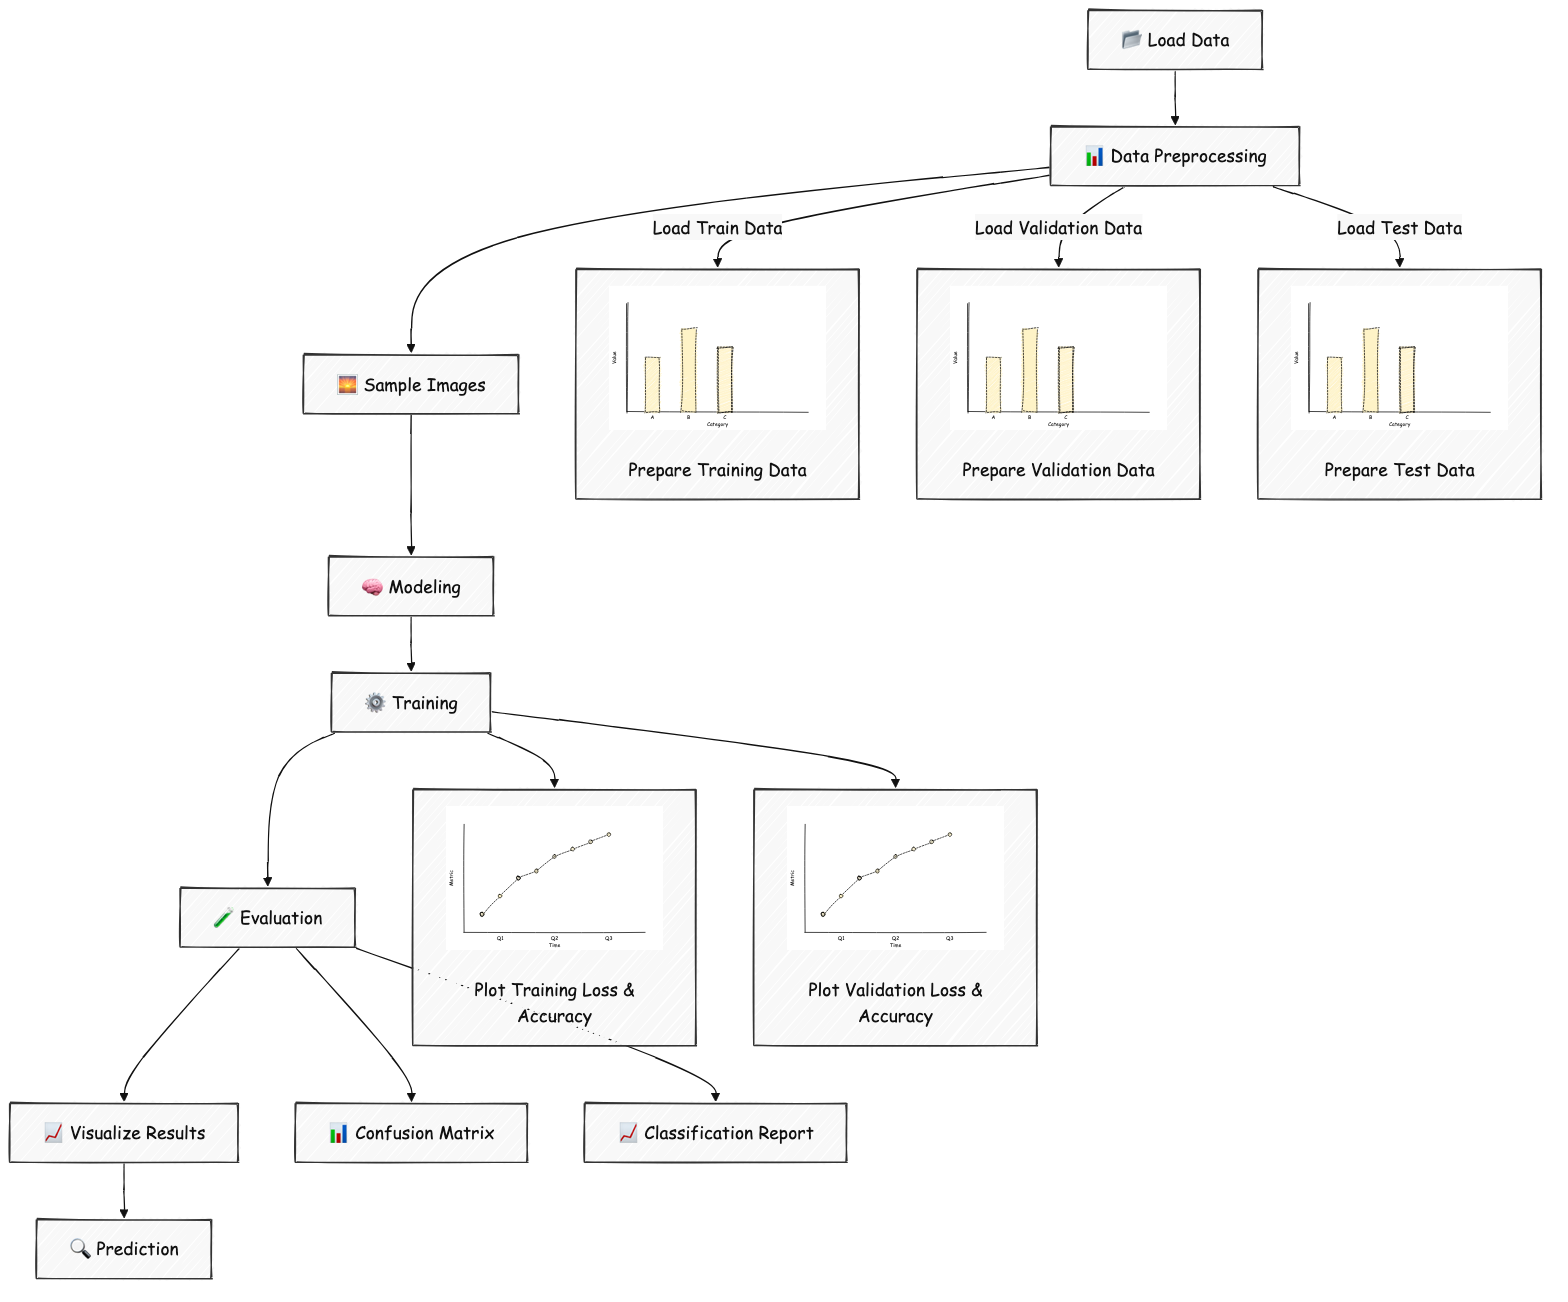 📂 Load Data
📊 Data Preprocessing
Load Train Data
Load Validation Data
Load Test Data
Value
A
B
C
Category
Prepare Training Data
Value
A
B
C
Category
Prepare Validation Data
Value
A
B
C
Category
Prepare Test Data
🌅 Sample Images
🧠 Modeling
⚙️ Training
Metric
Q1
Q2
Q3
Time
Plot Training Loss &
Accuracy
Metric
Q1
Q2
Q3
Time
Plot Validation Loss &
Accuracy
🧪 Evaluation
📈 Visualize Results
📊 Confusion Matrix
📈 Classification Report
🔍 Prediction